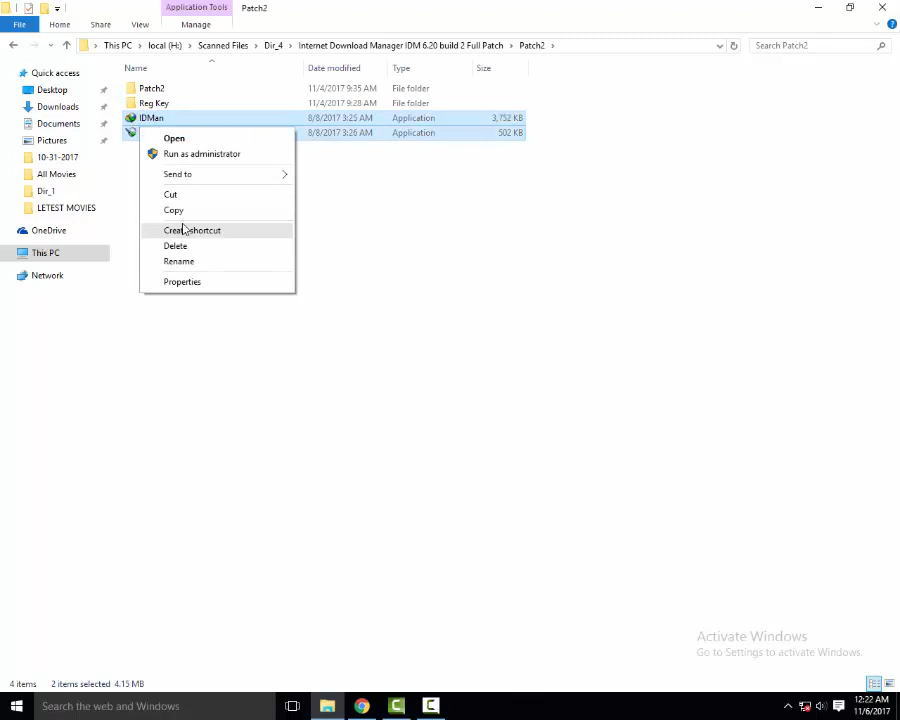 Application Tools Patch2
File Home Share View Manage
This PC local (H:) Scanned Files Dir_4 Internet Download Manager IDM 6.20 build 2 Full Patch Patch2 Search Patch2
Name Date modified Type Size
Quick access
Desktop
Downloads
Documents
Pictures
10-31-2017
All Movies
Dir_1
LETEST MOVIES
OneDrive
This PC
Network
Patch2 11/4/2017 9:35 AM File folder
Reg Key 11/4/2017 9:28 AM File folder
IDMan 8/8/2017 3:25 AM Application 3,752 KB
8/8/2017 3:26 AM Application 502 KB
Open
Run as administrator
Send to
Cut
Copy
Create shortcut
Delete
Rename
Properties
Activate Windows
Go to Settings to activate Windows.
4 items 2 items selected 4.15 MB
Search the web and Windows
12:22 AM
11/6/2017